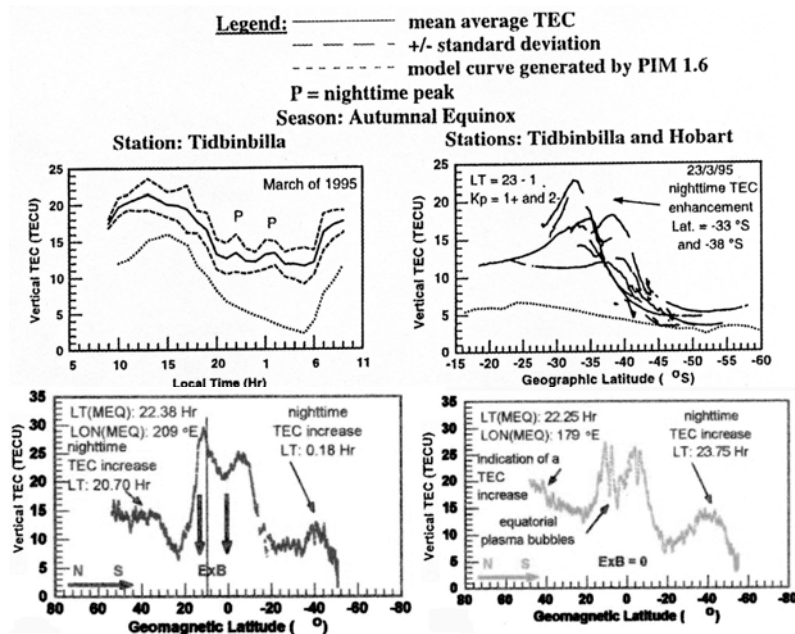 Legend: mean average TEC
+/- standard deviation
model curve generated by PIM 1.6
P = nighttime peak
Season: Autumnal Equinox
Station: Tidbinbilla
Stations: Tidbinbilla and Hobart
Vertical TEC (TECU)
25
20
15
10
5
0
March of 1995
P
P
5
10
15
20
1
6
11
Local Time (Hr)
Vertical TEC (TECU)
25
20
15
10
5
0
LT = 23 - 1
Kp = 1+ and 2-
23/3/95
nighttime TEC
enhancement
Lat. = -33 °S
and -38 °S
-15 -20 -25 -30 -35 -40 -45 -50 -55 -60
Geographic Latitude ( °S)
Vertical TEC (TECU)
35
30
25
20
15
10
5
0
LT(MEQ): 22.38 Hr
LON(MEQ): 209 °E
nighttime
TEC increase
LT: 20.70 Hr
nighttime
TEC increase
LT: 0.18 Hr
N S
ExB
80 60 40 20 0 -20 -40 -60 -80
Geomagnetic Latitude ( °)
Vertical TEC (TECU)
35
30
25
20
15
10
5
0
LT(MEQ): 22.25 Hr
LON(MEQ): 179 °E
indication of a
TEC
increase
equatorial
plasma bubbles
nighttime
TEC increase
LT: 23.75 Hr
N S
ExB = 0
80 60 40 20 0 -20 -40 -60 -80
Geomagnetic Latitude ( °)